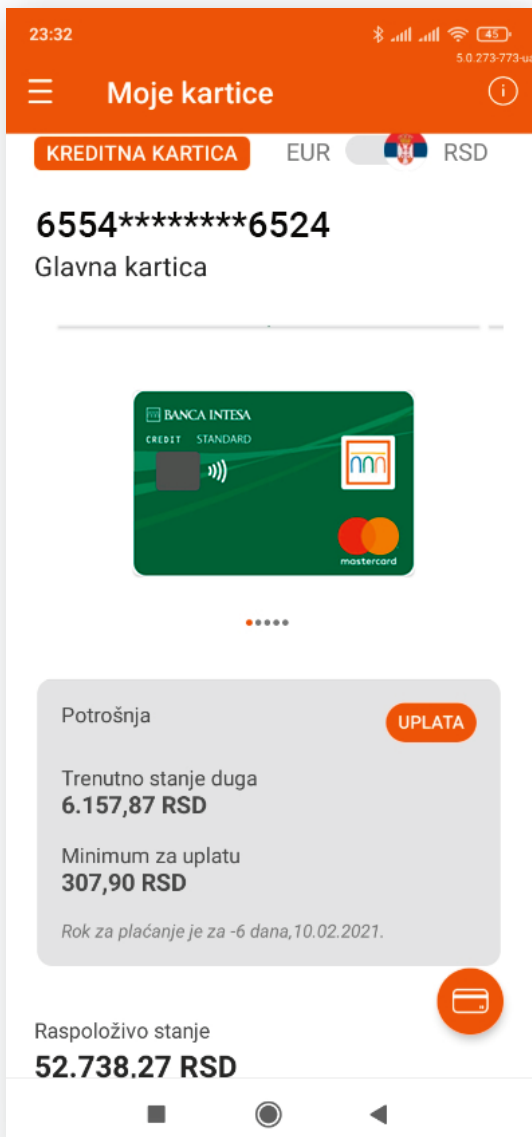 23:32
45
5.0.273-773-ua
Moje kartice
KREDITNA KARTICA EUR RSD
6554********6524
Glavna kartica
BANCA INTESA
CREDIT STANDARD
mastercard
Potrošnja
UPLATA
Trenutno stanje duga
6.157,87 RSD
Minimum za uplatu
307,90 RSD
Rok za plaćanje je za -6 dana,10.02.2021.
Raspoloživo stanje
52.738,27 RSD